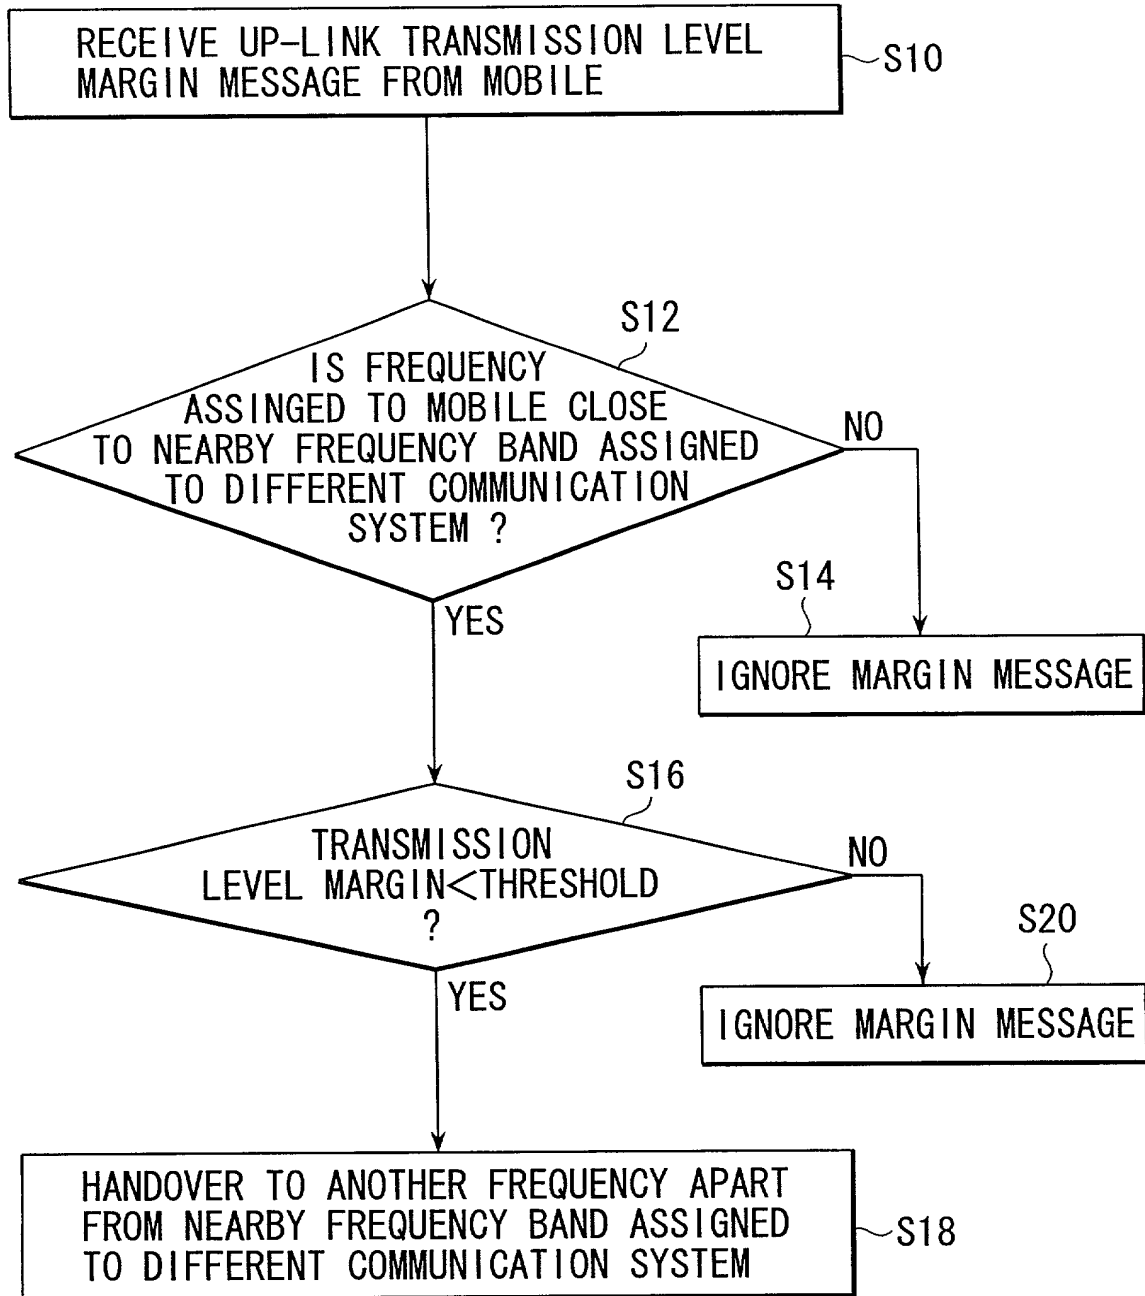 RECEIVE UP-LINK TRANSMISSION LEVEL
MARGIN MESSAGE FROM MOBILE
S10
S12
IS FREQUENCY
ASSINGED TO MOBILE CLOSE
TO NEARBY FREQUENCY BAND ASSIGNED
TO DIFFERENT COMMUNICATION
SYSTEM ?
NO
YES
S14
IGNORE MARGIN MESSAGE
S16
TRANSMISSION
LEVEL MARGIN<THRESHOLD
?
NO
YES
S20
IGNORE MARGIN MESSAGE
HANDOVER TO ANOTHER FREQUENCY APART
FROM NEARBY FREQUENCY BAND ASSIGNED
TO DIFFERENT COMMUNICATION SYSTEM
S18